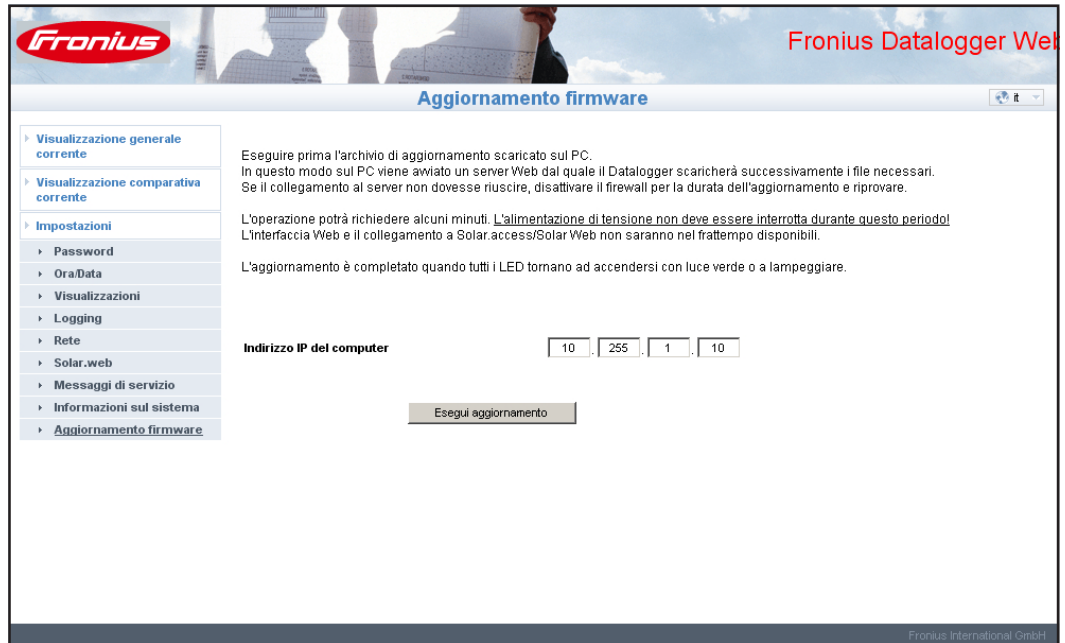 Fronius
Fronius Datalogger Web
Aggiornamento firmware
it
Visualizzazione generale
corrente
Visualizzazione comparativa
corrente
Impostazioni
Password
Ora/Data
Visualizzazioni
Logging
Rete
Solar.web
Messaggi di servizio
Informazioni sul sistema
Aggiornamento firmware
Eseguire prima l'archivio di aggiornamento scaricato sul PC.
In questo modo sul PC viene avviato un server Web dal quale il Datalogger scaricherà successivamente i file necessari.
Se il collegamento al server non dovesse riuscire, disattivare il firewall per la durata dell'aggiornamento e riprovare.
L'operazione potrà richiedere alcuni minuti. L'alimentazione di tensione non deve essere interrotta durante questo periodo!
L'interfaccia Web e il collegamento a Solar.access/Solar Web non saranno nel frattempo disponibili.
L'aggiornamento è completato quando tutti i LED tornano ad accendersi con luce verde o a lampeggiare.
Indirizzo IP del computer 10 . 255 . 1 . 10
Esegui aggiornamento
Fronius International GmbH